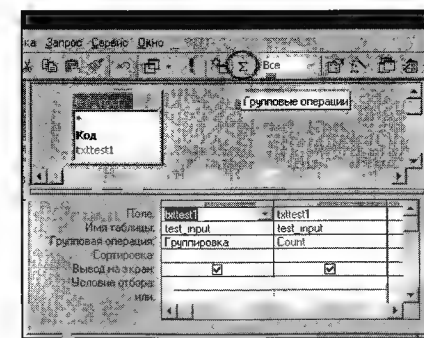 ка Запрос Сервис Окно
Σ Все
Групповые операции
*
Код
txttest1
Поле: txttest1 txttest1
Имя таблицы: test_input test_input
Групповая операция: Группировка Count
Сортировка:
Вывод на экран:
Условие отбора:
или: